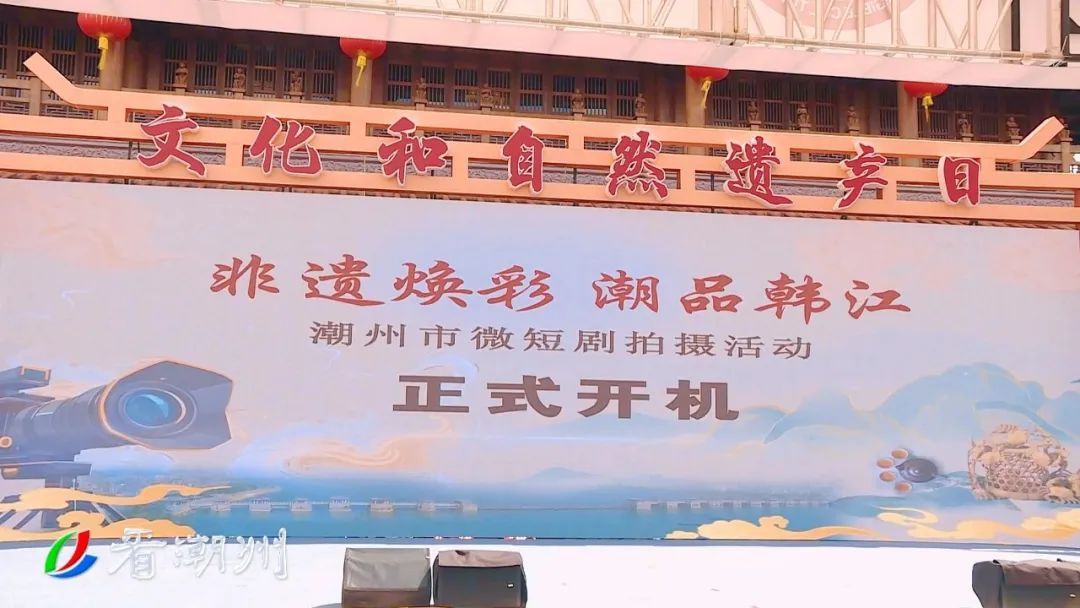 文化和自然遗产日
非遗焕彩 潮品韩江
潮州市微短剧拍摄活动
正式开机
看潮州